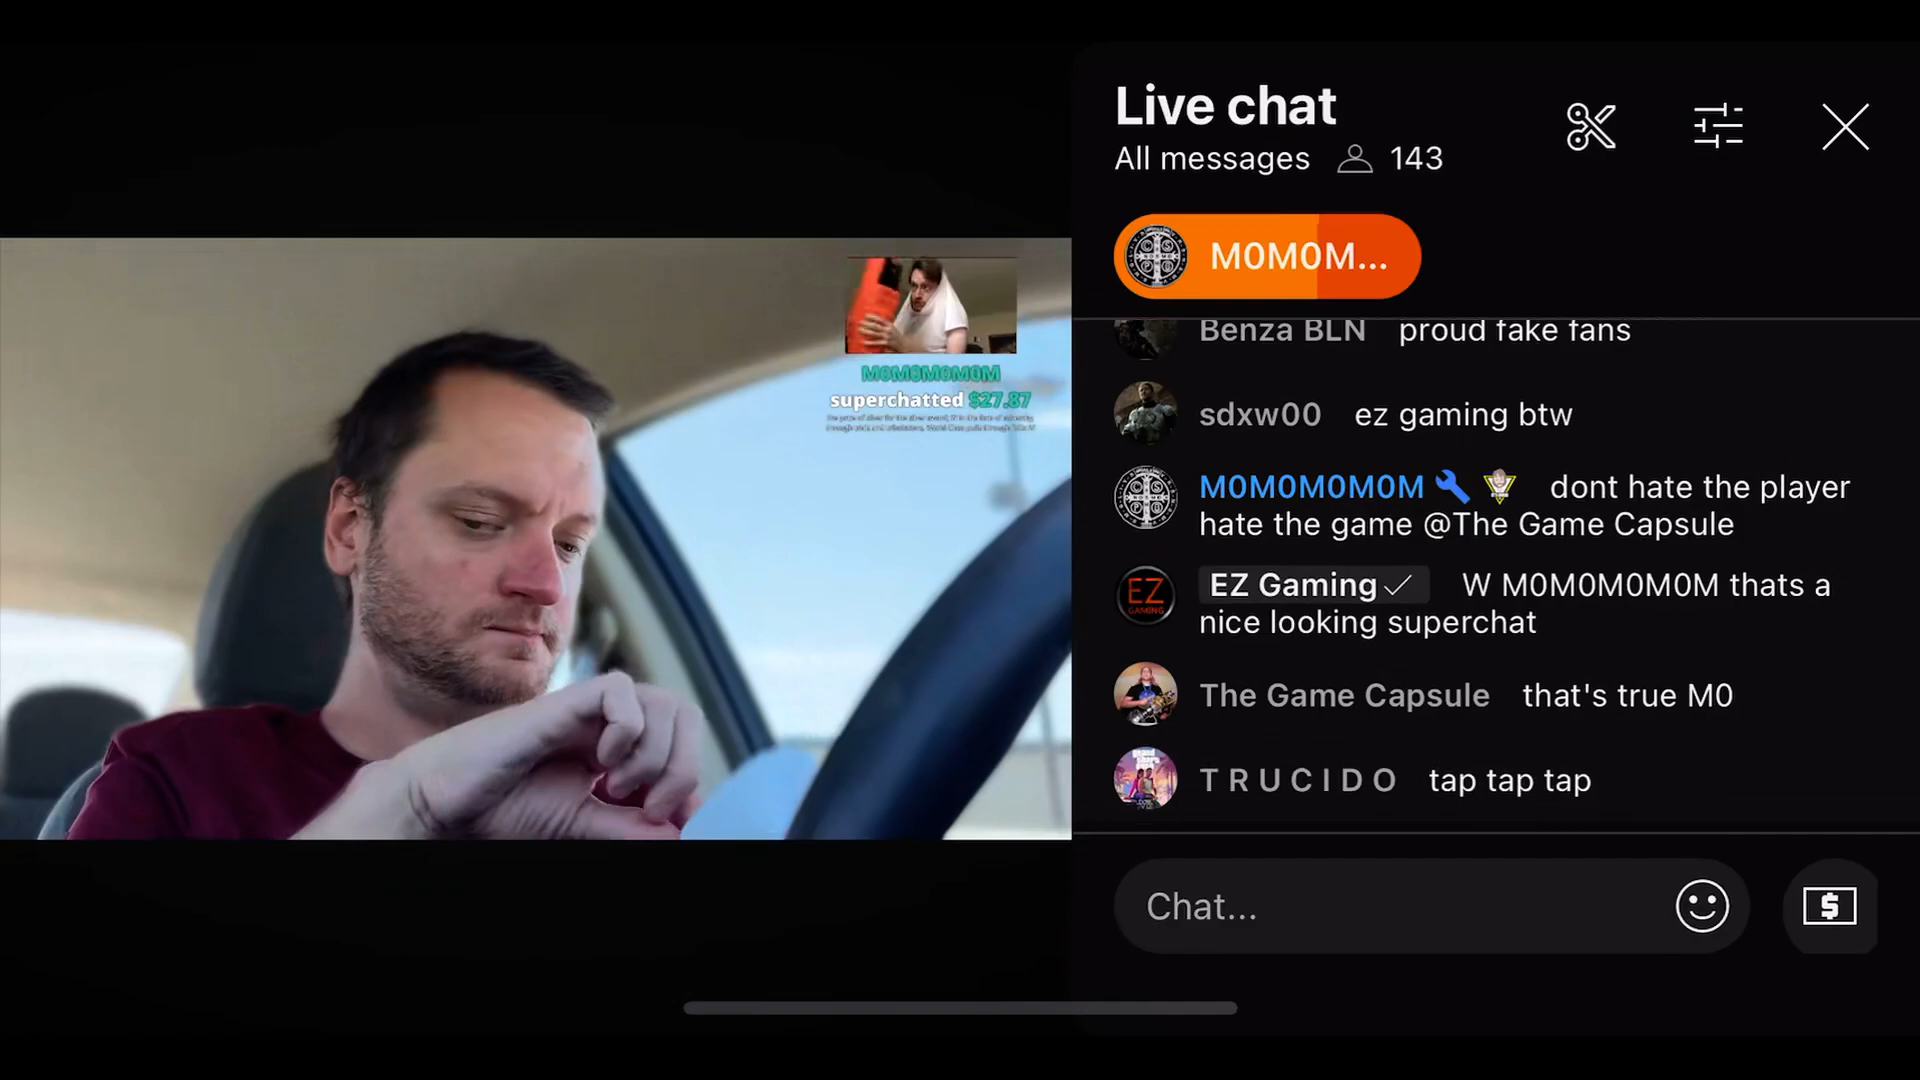 Live chat
All messages 143
M0M0M...
Benza BLN proud fake fans
sdxw00 ez gaming btw
M0M0M0M0M dont hate the player
hate the game @The Game Capsule
EZ Gaming W M0M0M0M0M thats a
nice looking superchat
The Game Capsule that's true M0
T R U C I D O tap tap tap
Chat...
M0M0M0M0M
superchatted $27.87
EZ
GAMING